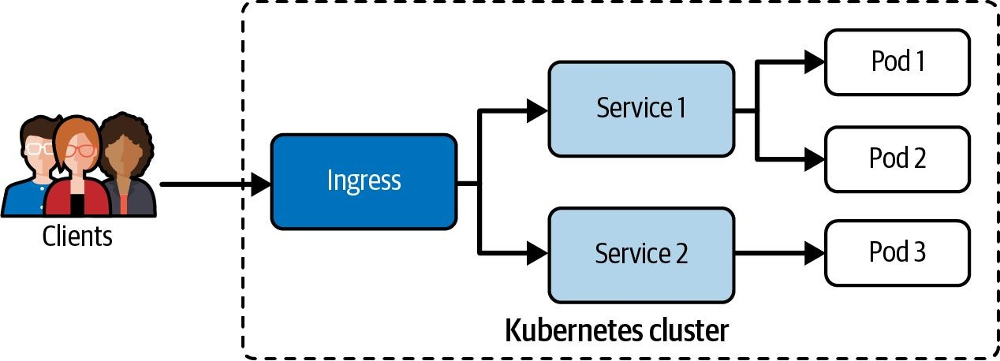 Clients
Ingress
Service 1
Service 2
Pod 1
Pod 2
Pod 3
Kubernetes cluster